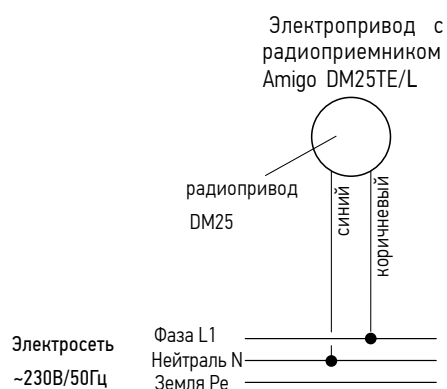 Электропривод с
радиоприемником
Amigo DM25TE/L
радиопривод
DM25
синий
коричневый
Электросеть
~230В/50Гц
Фаза L1
Нейтраль N
Земля Pe